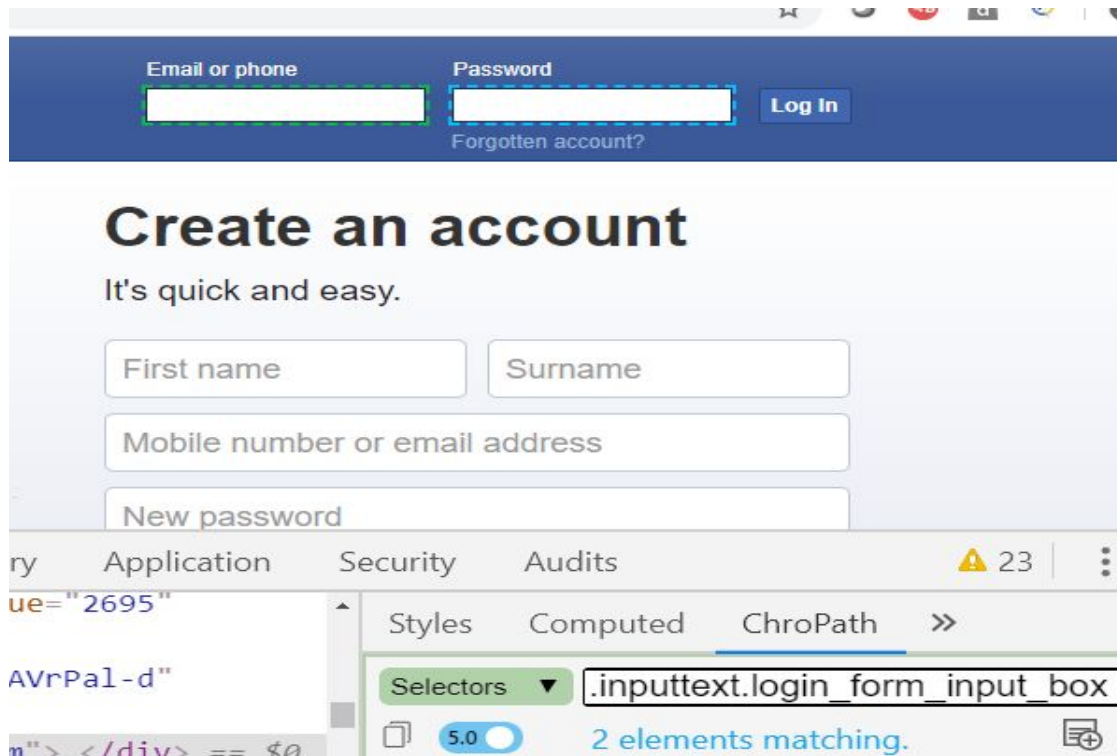 Email or phone Password
Log In
Forgotten account?
Create an account
It's quick and easy.
First name Surname
Mobile number or email address
New password
ry Application Security Audits 23
ue="2695"
Styles Computed ChroPath »
AVrPal-d"
Selectors ▼ .inputtext.login_form_input_box
5.0 2 elements matching.
m"> </div> == $0